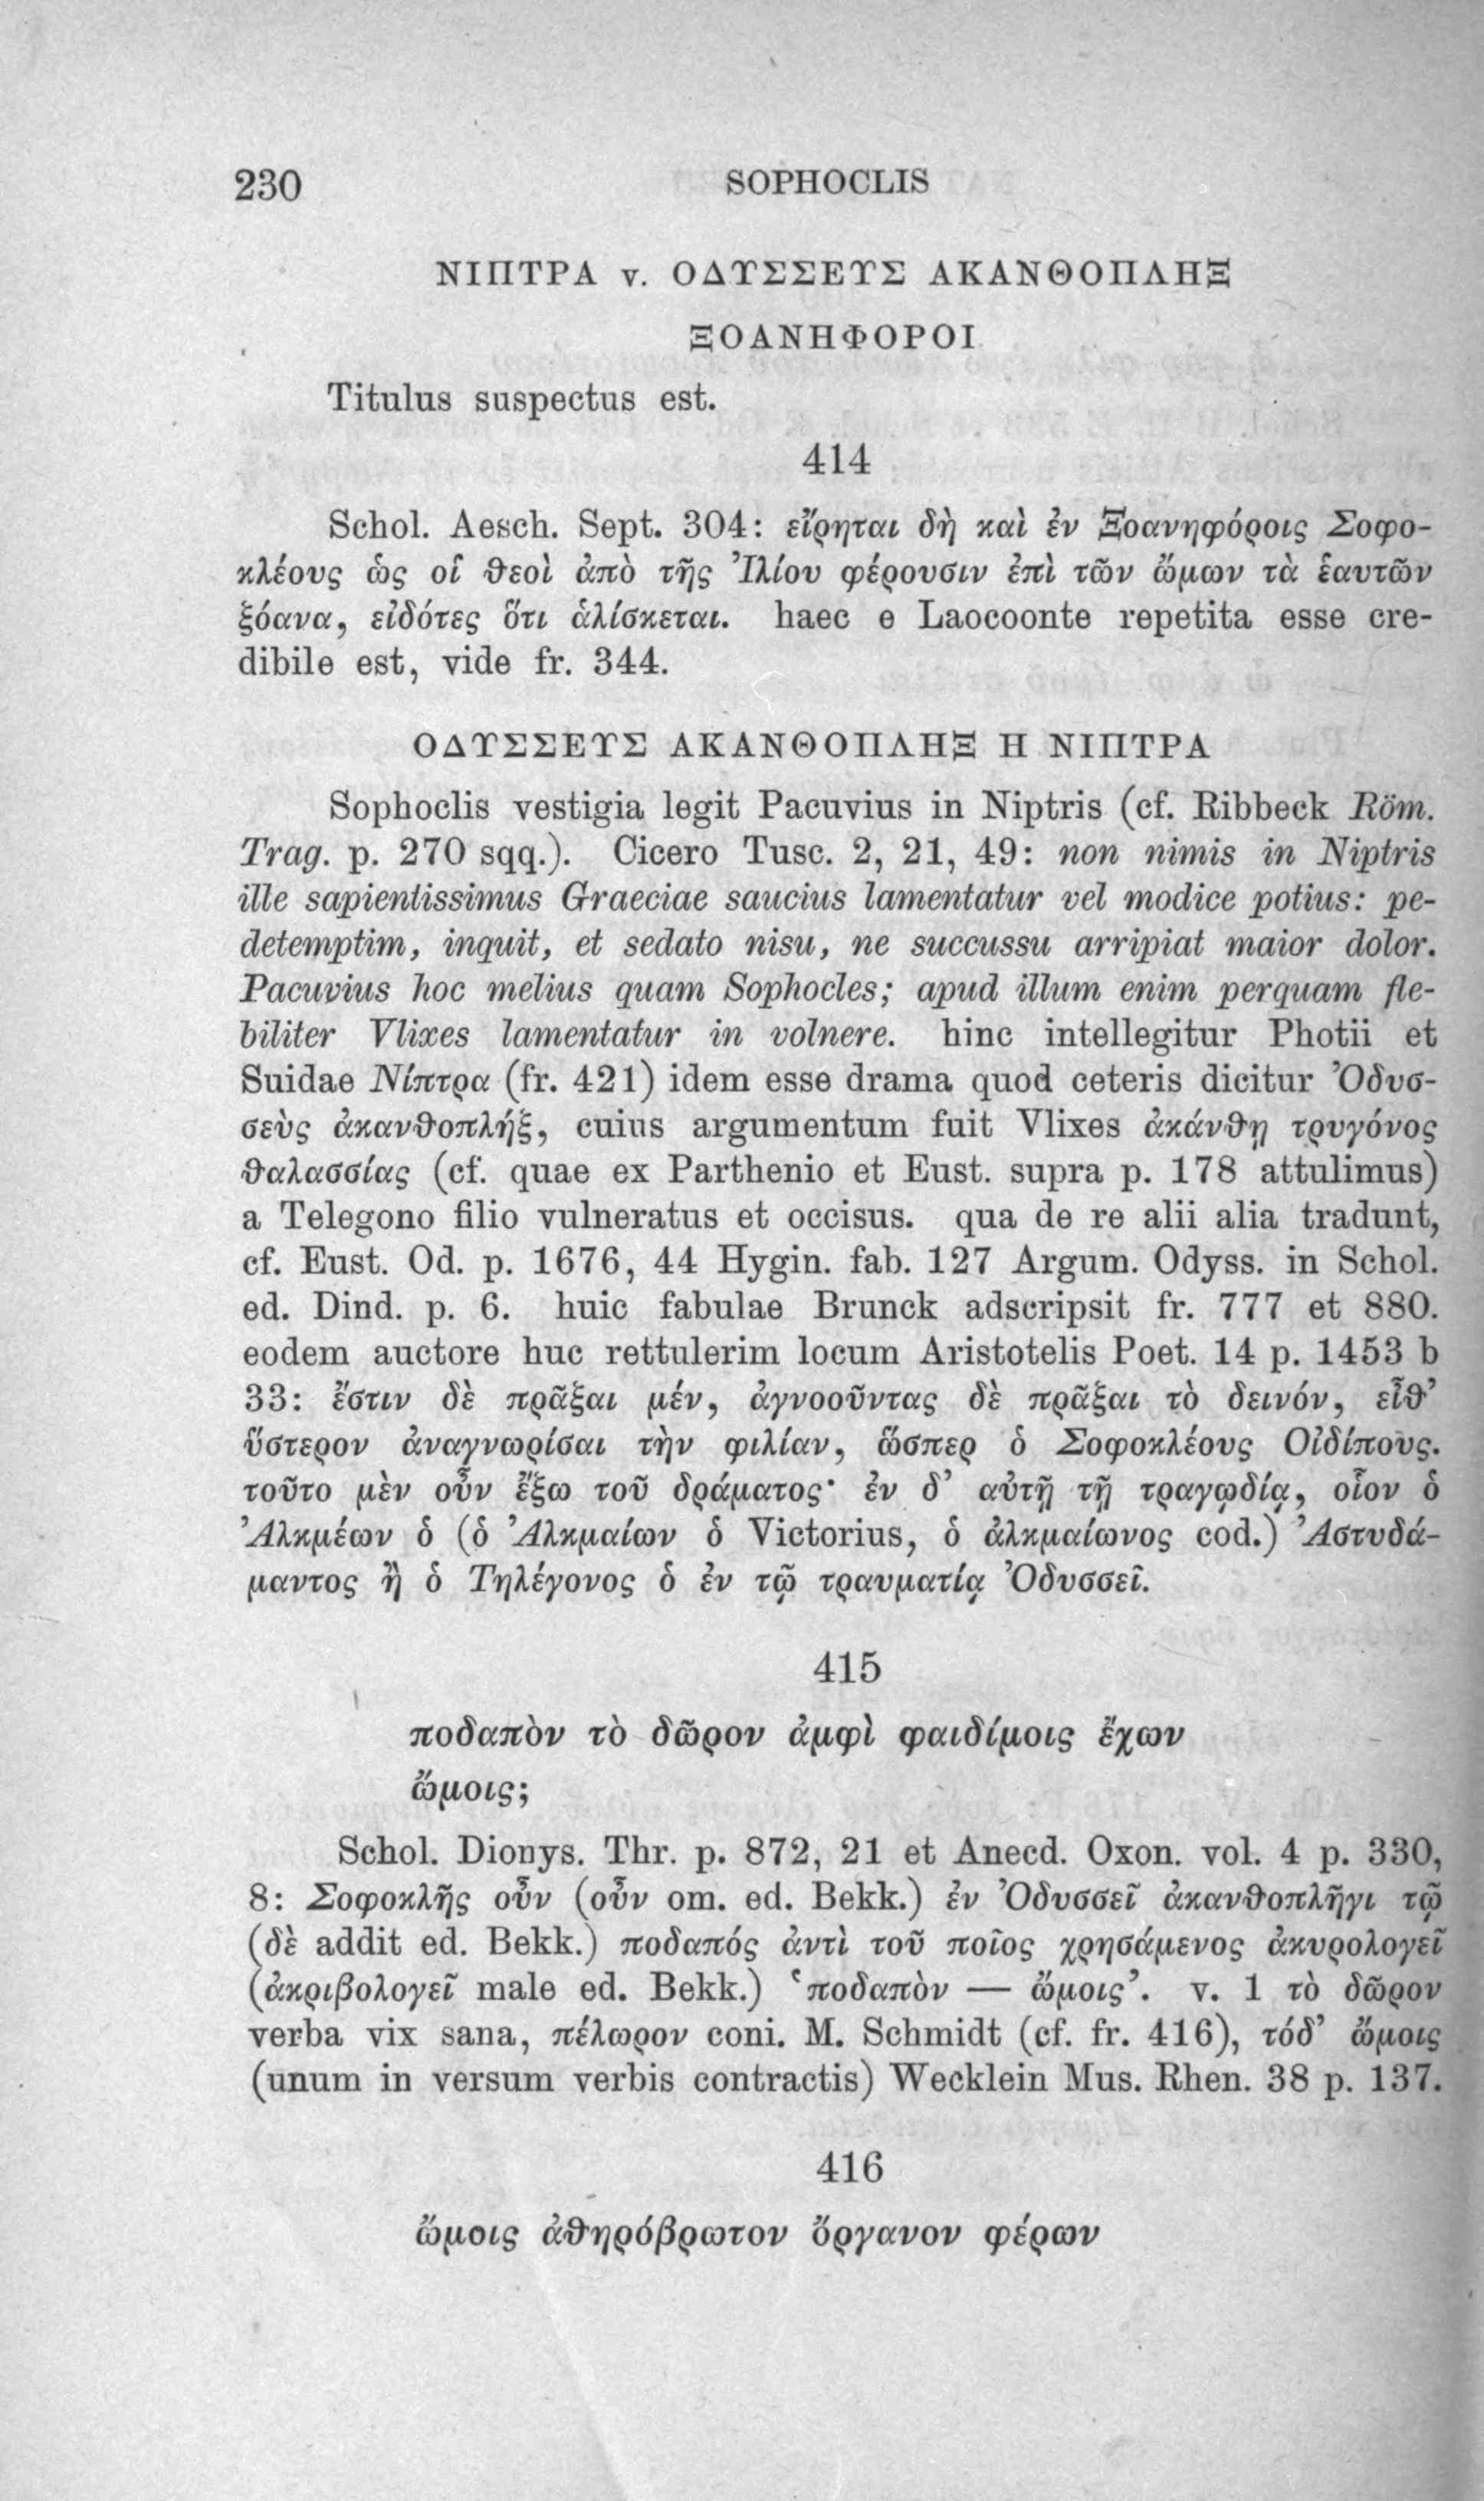 230
SOPHOCLIS
ΝΙΠΤΡΑ v. ΟΔΥΣΣΕΥΣ ΑΚΑΝΘΟΠΛΗΞ
ΞΟΑΝΗΦΟΡΟΙ
Titulus suspectus est.
414
Schol. Aesch. Sept. 304: εἴρηται δὴ καὶ ἐν Ξοανηφόροις Σοφο-
κλέους ὡς οἱ θεοὶ ἀπὸ τῆς Ἰλίου φέρουσιν ἐπὶ τῶν ὤμων τὰ ἑαυτῶν
ξόανα, εἰδότες ὅτι ἁλίσκεται. haec e Laocoonte repetita esse cre-
dibile est, vide fr. 344.
ΟΔΥΣΣΕΥΣ ΑΚΑΝΘΟΠΛΗΞ Η ΝΙΠΤΡΑ
Sophoclis vestigia legit Pacuvius in Niptris (cf. Ribbeck Röm.
Trag. p. 270 sqq.). Cicero Tusc. 2, 21, 49: non nimis in Niptris
ille sapientissimus Graeciae saucius lamentatur vel modice potius: pe-
detemptim, inquit, et sedato nisu, ne succussu arripiat maior dolor.
Pacuvius hoc melius quam Sophocles; apud illum enim perquam fle-
biliter Vlixes lamentatur in volnere. hinc intellegitur Photii et
Suidae Νίπτρα (fr. 421) idem esse drama quod ceteris dicitur Ὀδυσ-
σεὺς ἀκανθοπλήξ, cuius argumentum fuit Vlixes ἀκάνθῃ τρυγόνος
θαλασσίας (cf. quae ex Parthenio et Eust. supra p. 178 attulimus)
a Telegono filio vulneratus et occisus. qua de re alii alia tradunt,
cf. Eust. Od. p. 1676, 44 Hygin. fab. 127 Argum. Odyss. in Schol.
ed. Dind. p. 6. huic fabulae Brunck adscripsit fr. 777 et 880.
eodem auctore huc rettulerim locum Aristotelis Poet. 14 p. 1453 b
33: ἔστιν δὲ πρᾶξαι μέν, ἀγνοοῦντας δὲ πρᾶξαι τὸ δεινόν, εἶθ’
ὕστερον ἀναγνωρίσαι τὴν φιλίαν, ὥσπερ ὁ Σοφοκλέους Οἰδίπους.
τοῦτο μὲν οὖν ἔξω τοῦ δράματος· ἐν δ’ αὐτῇ τῇ τραγῳδίᾳ, οἷον ὁ
Ἀλκμέων ὁ (ὁ Ἀλκμαίων ὁ Victorius, ὁ ἀλκμαίωνος cod.) Ἀστυδά-
μαντος ἢ ὁ Τηλέγονος ὁ ἐν τῷ τραυματίᾳ Ὀδυσσεῖ.
415
ποδαπὸν τὸ δῶρον ἀμφὶ φαιδίμοις ἔχων
ὤμοις;
Schol. Dionys. Thr. p. 872, 21 et Anecd. Oxon. vol. 4 p. 330,
8: Σοφοκλῆς οὖν (οὖν om. ed. Bekk.) ἐν Ὀδυσσεῖ ἀκανθοπλῆγι τῷ
(δὲ addit ed. Bekk.) ποδαπός ἀντὶ τοῦ ποῖος χρησάμενος ἀκυρολογεῖ
(ἀκριβολογεῖ male ed. Bekk.) ‘ποδαπὸν — ὤμοις’. v. 1 τὸ δῶρον
verba vix sana, πέλωρον coni. M. Schmidt (cf. fr. 416), τόδ’ ὤμοις
(unum in versum verbis contractis) Wecklein Mus. Rhen. 38 p. 137.
416
ὤμοις ἀθηρόβρωτον ὄργανον φέρων